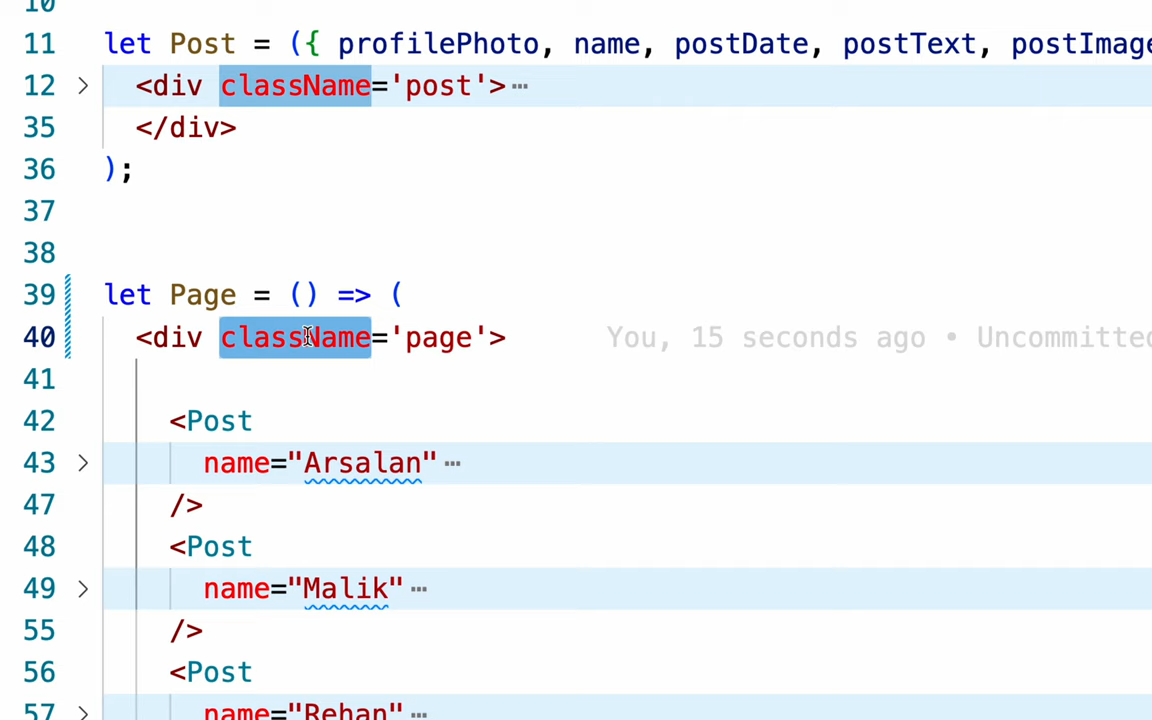 10
11 let Post = ({ profilePhoto, name, postDate, postText, postImage
12 > <div className='post'>⋯
35 </div>
36 );
37
38
39 let Page = () => (
40 <div className='page'> You, 15 seconds ago • Uncommitted
41
42 <Post
43 > name="Arsalan"⋯
47 />
48 <Post
49 > name="Malik"⋯
55 />
56 <Post
57 > name="Rehan"⋯